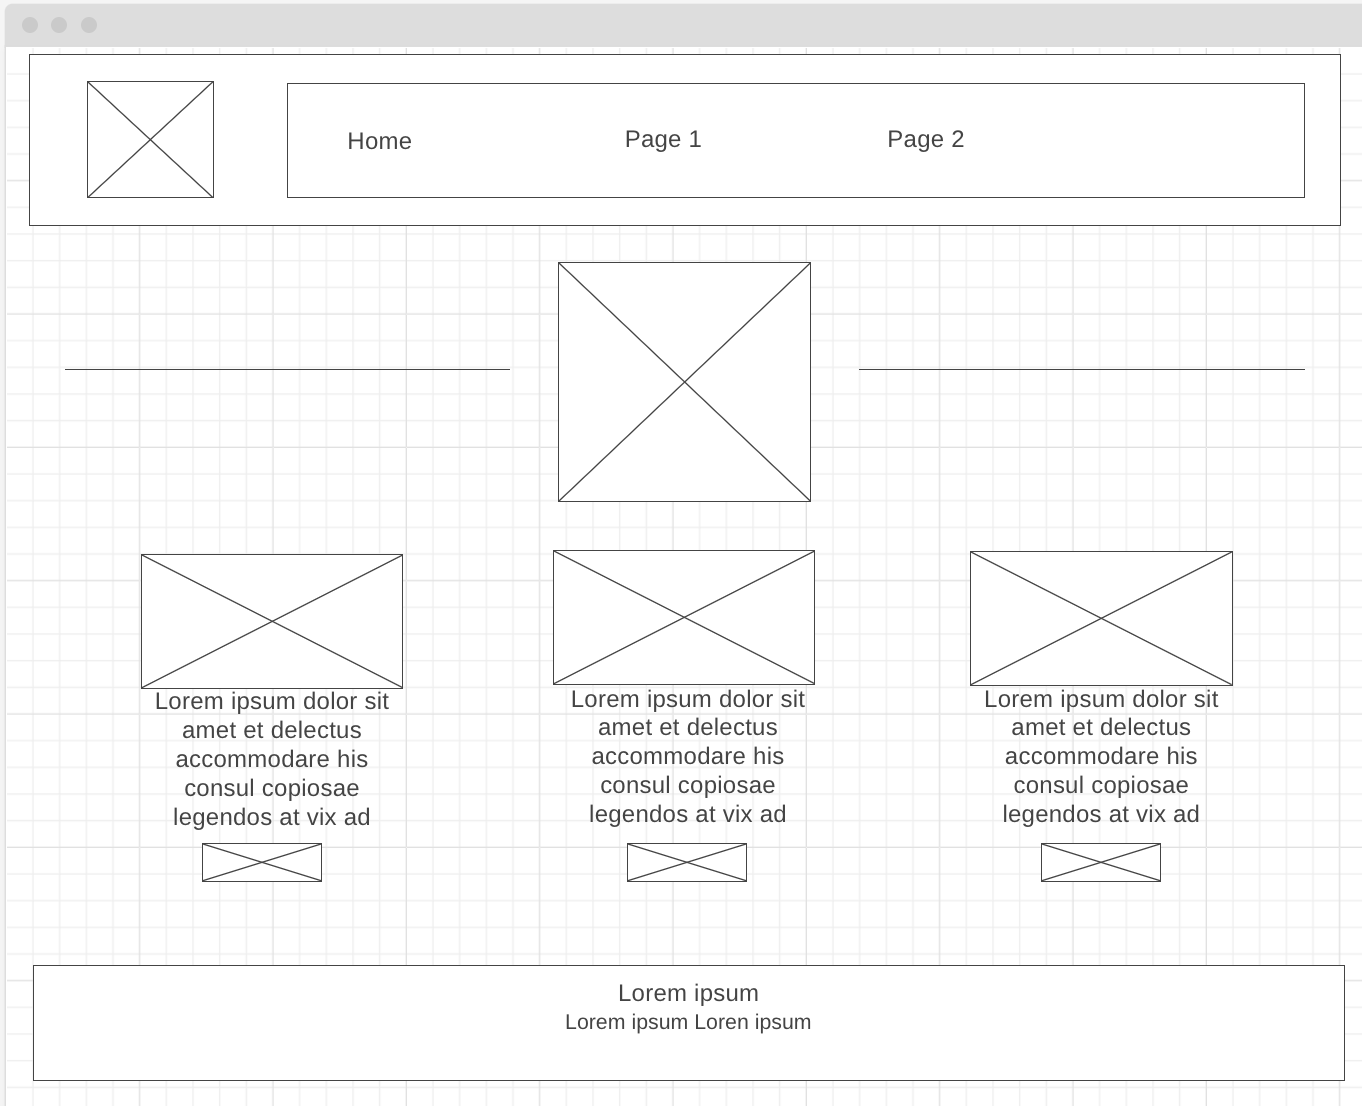 Home
Page 1
Page 2
Lorem ipsum dolor sit
amet et delectus
accommodare his
consul copiosae
legendos at vix ad
Lorem ipsum dolor sit
amet et delectus
accommodare his
consul copiosae
legendos at vix ad
Lorem ipsum dolor sit
amet et delectus
accommodare his
consul copiosae
legendos at vix ad
Lorem ipsum
Lorem ipsum Loren ipsum